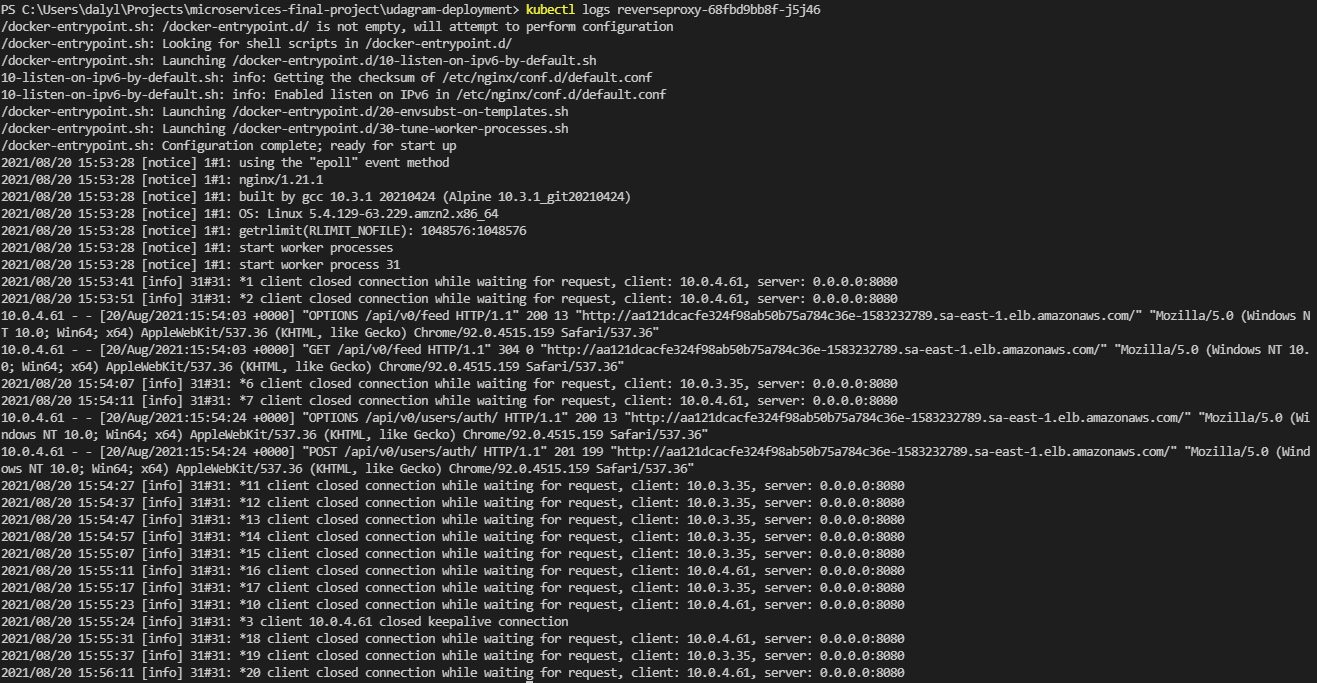 PS C:\Users\dalyl\Projects\microservices-final-project\udagram-deployment> kubectl logs reverseproxy-68fbd9bb8f-j5j46
/docker-entrypoint.sh: /docker-entrypoint.d/ is not empty, will attempt to perform configuration
/docker-entrypoint.sh: Looking for shell scripts in /docker-entrypoint.d/
/docker-entrypoint.sh: Launching /docker-entrypoint.d/10-listen-on-ipv6-by-default.sh
10-listen-on-ipv6-by-default.sh: info: Getting the checksum of /etc/nginx/conf.d/default.conf
10-listen-on-ipv6-by-default.sh: info: Enabled listen on IPv6 in /etc/nginx/conf.d/default.conf
/docker-entrypoint.sh: Launching /docker-entrypoint.d/20-envsubst-on-templates.sh
/docker-entrypoint.sh: Launching /docker-entrypoint.d/30-tune-worker-processes.sh
/docker-entrypoint.sh: Configuration complete; ready for start up
2021/08/20 15:53:28 [notice] 1#1: using the "epoll" event method
2021/08/20 15:53:28 [notice] 1#1: nginx/1.21.1
2021/08/20 15:53:28 [notice] 1#1: built by gcc 10.3.1 20210424 (Alpine 10.3.1_git20210424)
2021/08/20 15:53:28 [notice] 1#1: OS: Linux 5.4.129-63.229.amzn2.x86_64
2021/08/20 15:53:28 [notice] 1#1: getrlimit(RLIMIT_NOFILE): 1048576:1048576
2021/08/20 15:53:28 [notice] 1#1: start worker processes
2021/08/20 15:53:28 [notice] 1#1: start worker process 31
2021/08/20 15:53:41 [info] 31#31: *1 client closed connection while waiting for request, client: 10.0.4.61, server: 0.0.0.0:8080
2021/08/20 15:53:51 [info] 31#31: *2 client closed connection while waiting for request, client: 10.0.4.61, server: 0.0.0.0:8080
10.0.4.61 - - [20/Aug/2021:15:54:03 +0000] "OPTIONS /api/v0/feed HTTP/1.1" 200 13 "http://aa121dcacfe324f98ab50b75a784c36e-1583232789.sa-east-1.elb.amazonaws.com/" "Mozilla/5.0 (Windows N
T 10.0; Win64; x64) AppleWebKit/537.36 (KHTML, like Gecko) Chrome/92.0.4515.159 Safari/537.36"
10.0.4.61 - - [20/Aug/2021:15:54:03 +0000] "GET /api/v0/feed HTTP/1.1" 304 0 "http://aa121dcacfe324f98ab50b75a784c36e-1583232789.sa-east-1.elb.amazonaws.com/" "Mozilla/5.0 (Windows NT 10.
0; Win64; x64) AppleWebKit/537.36 (KHTML, like Gecko) Chrome/92.0.4515.159 Safari/537.36"
2021/08/20 15:54:07 [info] 31#31: *6 client closed connection while waiting for request, client: 10.0.3.35, server: 0.0.0.0:8080
2021/08/20 15:54:11 [info] 31#31: *7 client closed connection while waiting for request, client: 10.0.4.61, server: 0.0.0.0:8080
10.0.4.61 - - [20/Aug/2021:15:54:24 +0000] "OPTIONS /api/v0/users/auth/ HTTP/1.1" 200 13 "http://aa121dcacfe324f98ab50b75a784c36e-1583232789.sa-east-1.elb.amazonaws.com/" "Mozilla/5.0 (Wi
ndows NT 10.0; Win64; x64) AppleWebKit/537.36 (KHTML, like Gecko) Chrome/92.0.4515.159 Safari/537.36"
10.0.4.61 - - [20/Aug/2021:15:54:24 +0000] "POST /api/v0/users/auth/ HTTP/1.1" 201 199 "http://aa121dcacfe324f98ab50b75a784c36e-1583232789.sa-east-1.elb.amazonaws.com/" "Mozilla/5.0 (Wind
ows NT 10.0; Win64; x64) AppleWebKit/537.36 (KHTML, like Gecko) Chrome/92.0.4515.159 Safari/537.36"
2021/08/20 15:54:27 [info] 31#31: *11 client closed connection while waiting for request, client: 10.0.3.35, server: 0.0.0.0:8080
2021/08/20 15:54:37 [info] 31#31: *12 client closed connection while waiting for request, client: 10.0.3.35, server: 0.0.0.0:8080
2021/08/20 15:54:47 [info] 31#31: *13 client closed connection while waiting for request, client: 10.0.3.35, server: 0.0.0.0:8080
2021/08/20 15:54:57 [info] 31#31: *14 client closed connection while waiting for request, client: 10.0.3.35, server: 0.0.0.0:8080
2021/08/20 15:55:07 [info] 31#31: *15 client closed connection while waiting for request, client: 10.0.3.35, server: 0.0.0.0:8080
2021/08/20 15:55:11 [info] 31#31: *16 client closed connection while waiting for request, client: 10.0.4.61, server: 0.0.0.0:8080
2021/08/20 15:55:17 [info] 31#31: *17 client closed connection while waiting for request, client: 10.0.3.35, server: 0.0.0.0:8080
2021/08/20 15:55:23 [info] 31#31: *10 client closed connection while waiting for request, client: 10.0.4.61, server: 0.0.0.0:8080
2021/08/20 15:55:24 [info] 31#31: *3 client 10.0.4.61 closed keepalive connection
2021/08/20 15:55:31 [info] 31#31: *18 client closed connection while waiting for request, client: 10.0.4.61, server: 0.0.0.0:8080
2021/08/20 15:55:37 [info] 31#31: *19 client closed connection while waiting for request, client: 10.0.3.35, server: 0.0.0.0:8080
2021/08/20 15:56:11 [info] 31#31: *20 client closed connection while waiting for request, client: 10.0.4.61, server: 0.0.0.0:8080